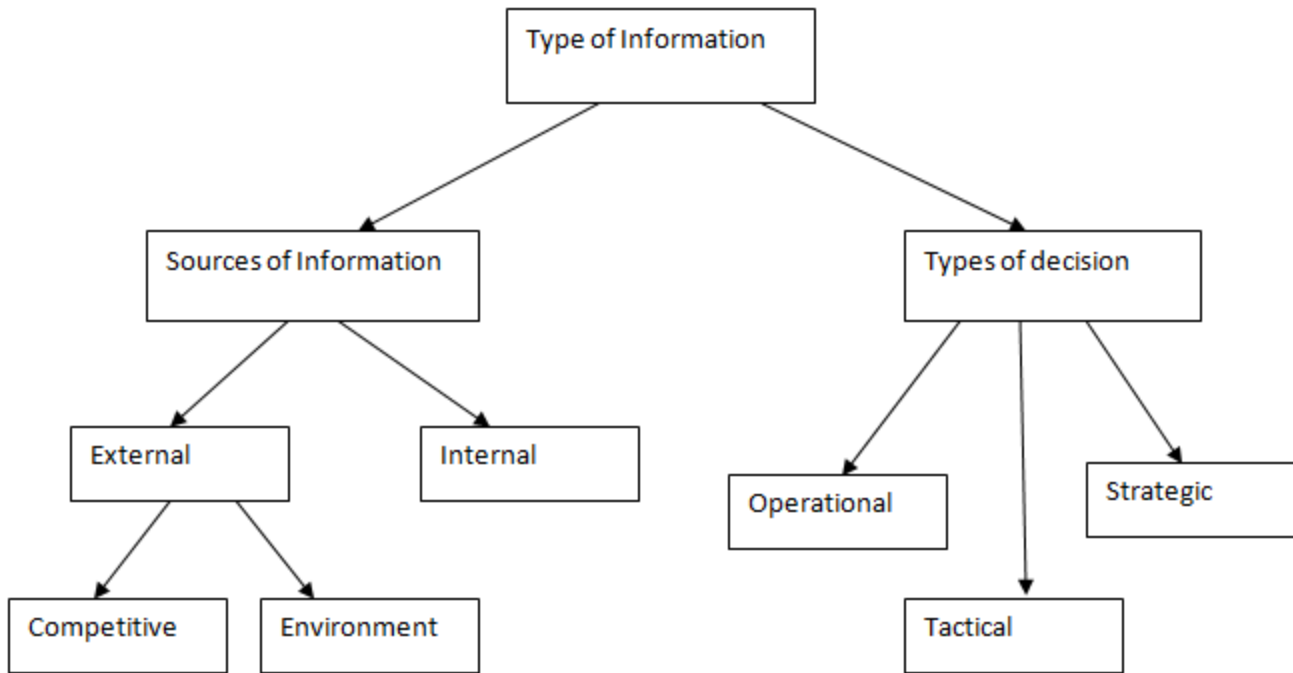 Type of Information
Sources of Information
Types of decision
External
Internal
Operational
Strategic
Competitive
Environment
Tactical